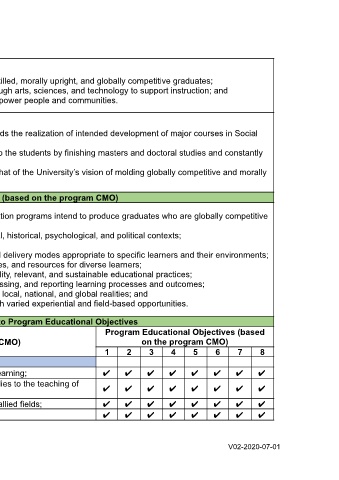 killed, morally upright, and globally competitive graduates;
ugh arts, sciences, and technology to support instruction; and
power people and communities.
ds the realization of intended development of major courses in Social
o the students by finishing masters and doctoral studies and constantly
hat of the University's vision of molding globally competitive and morally
(based on the program CMO)
tion programs intend to produce graduates who are globally competitive
l, historical, psychological, and political contexts;
d delivery modes appropriate to specific learners and their environments;
es, and resources for diverse learners;
lity, relevant, and sustainable educational practices;
ssing, and reporting learning processes and outcomes;
local, national, and global realities; and
h varied experiential and field-based opportunities.
to Program Educational Objectives
CMO)
Program Educational Objectives (based
on the program CMO)
1 2 3 4 5 6 7 8
earning; ✔ ✔ ✔ ✔ ✔ ✔ ✔ ✔
dies to the teaching of ✔ ✔ ✔ ✔ ✔ ✔ ✔ ✔
allied fields; ✔ ✔ ✔ ✔ ✔ ✔ ✔ ✔
✔ ✔ ✔ ✔ ✔ ✔ ✔ ✔
V02-2020-07-01